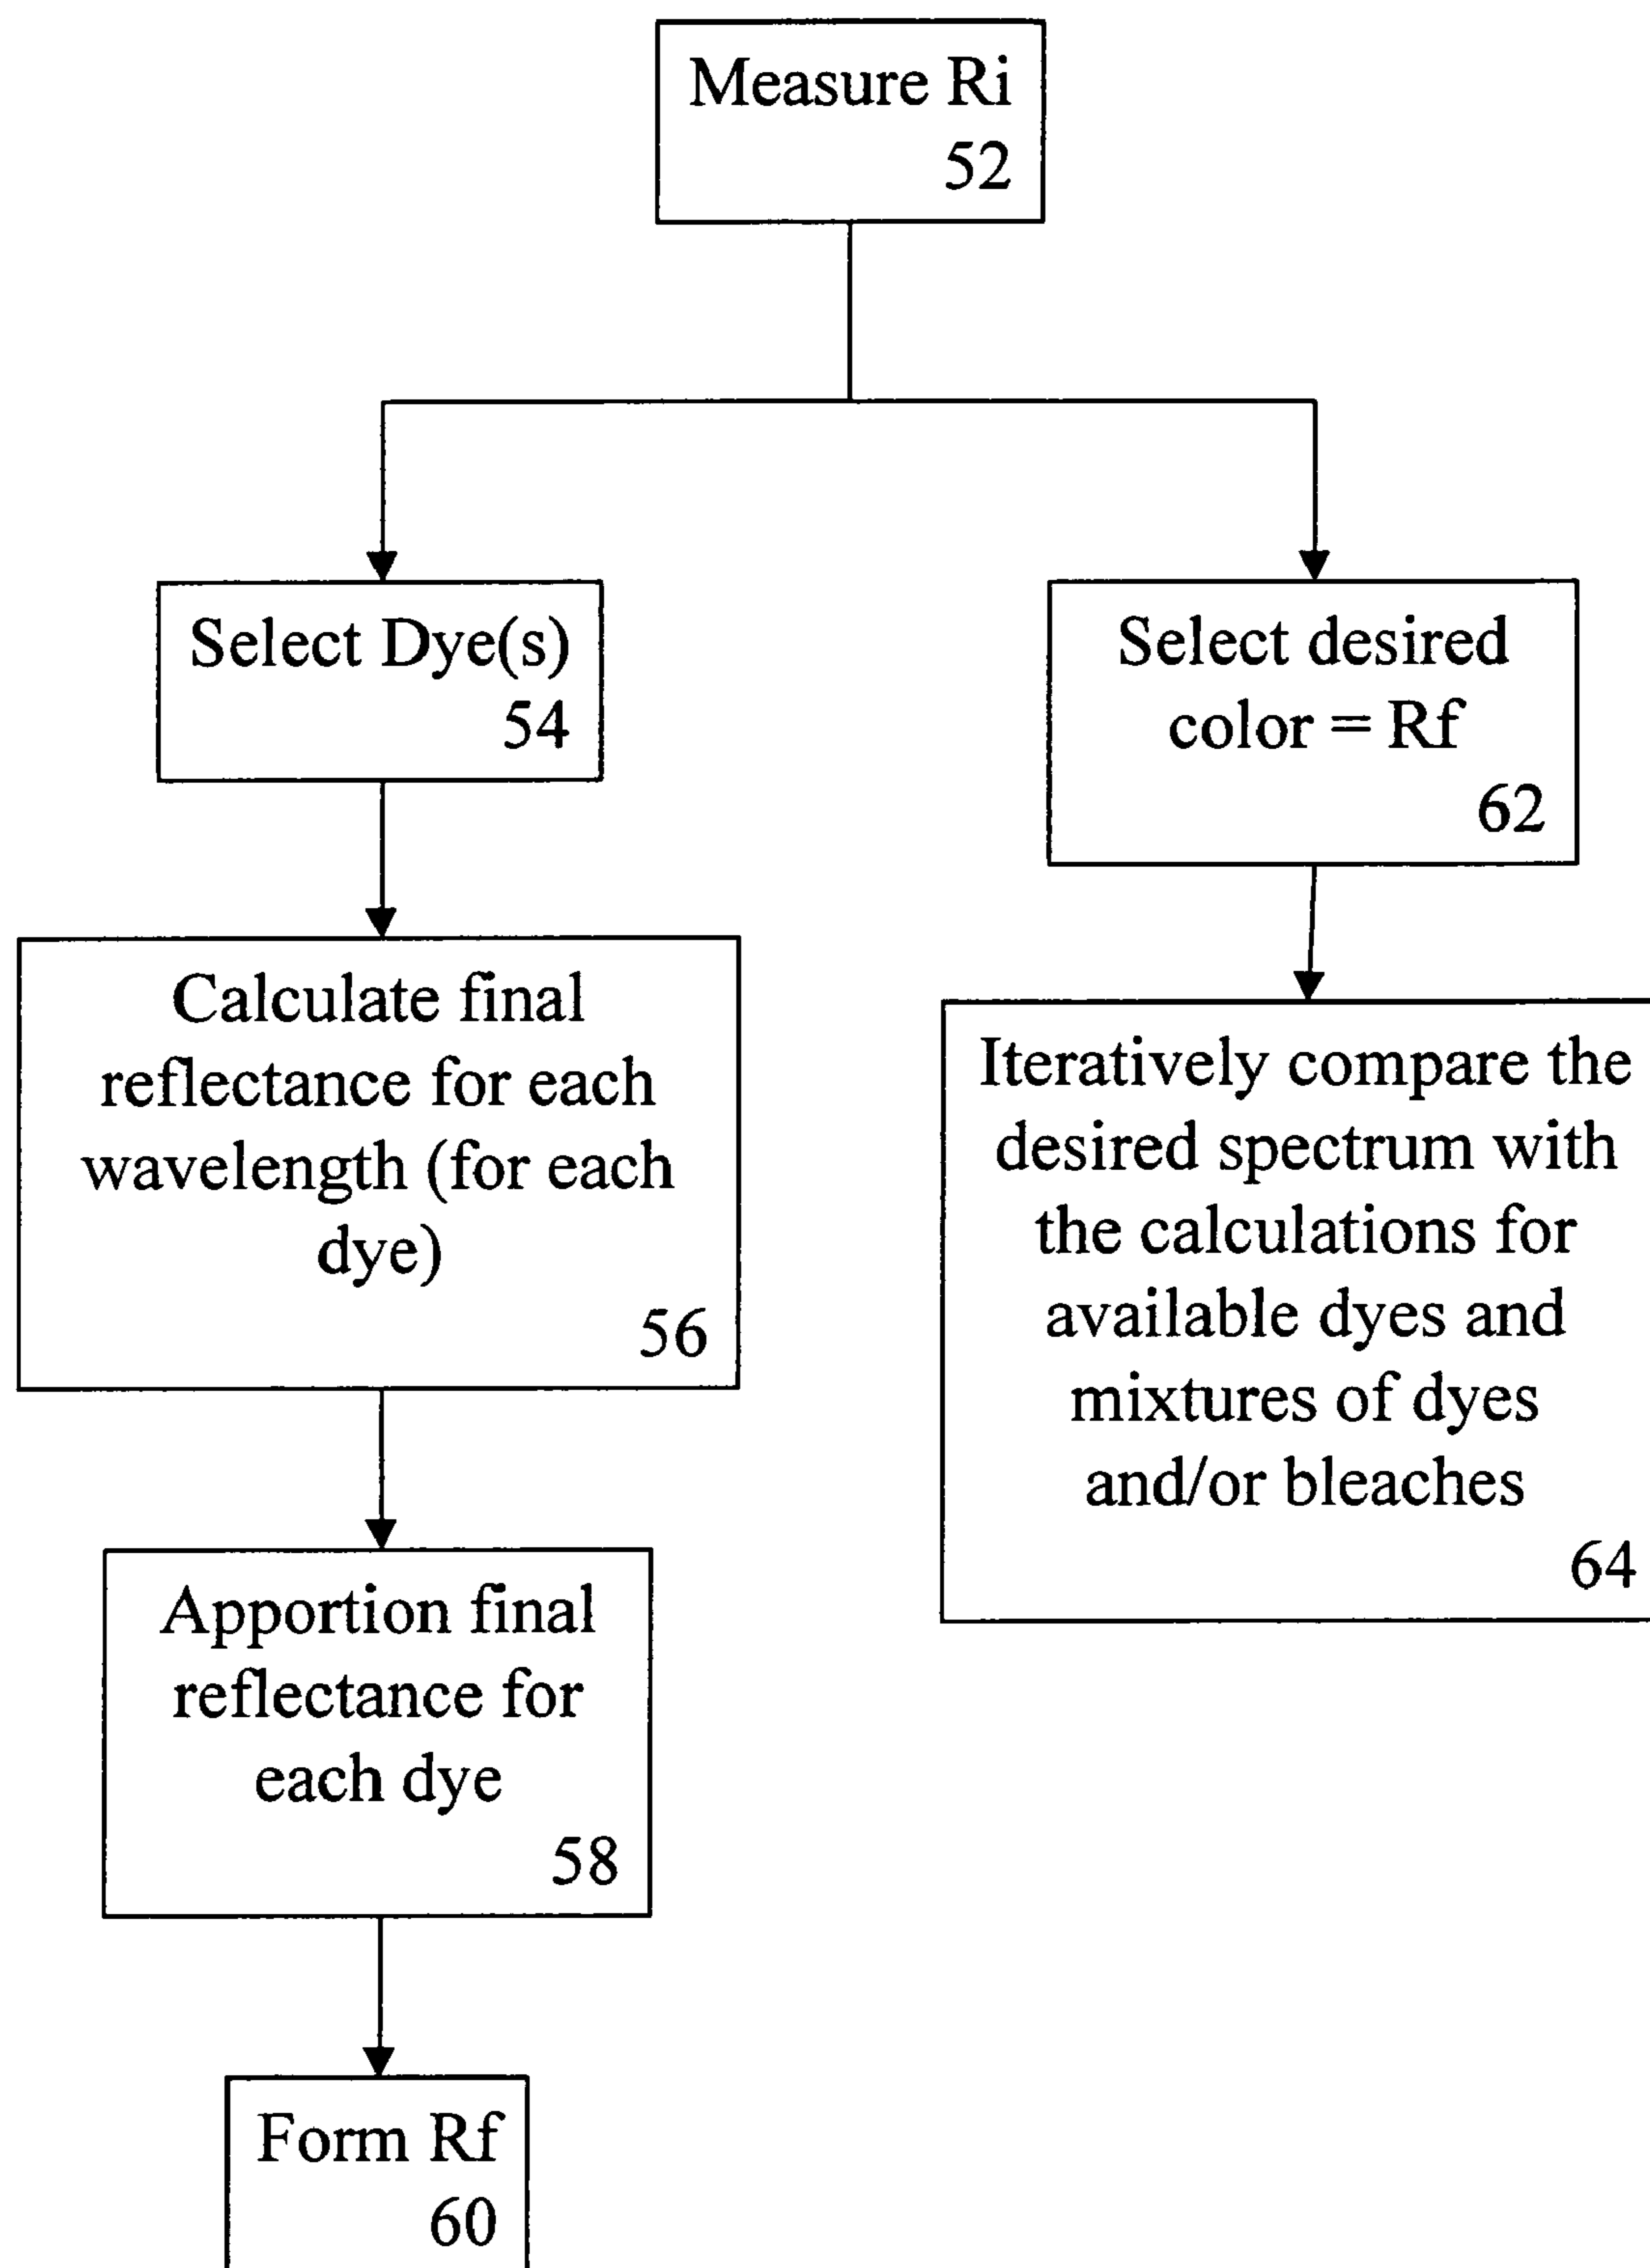 Measure Ri
52
Select Dye(s)
54
Calculate final
reflectance for each
wavelength (for each
dye)
56
Apportion final
reflectance for
each dye
58
Form Rf
60
Select desired
color = Rf
62
Iteratively compare the
desired spectrum with
the calculations for
available dyes and
mixtures of dyes
and/or bleaches
64